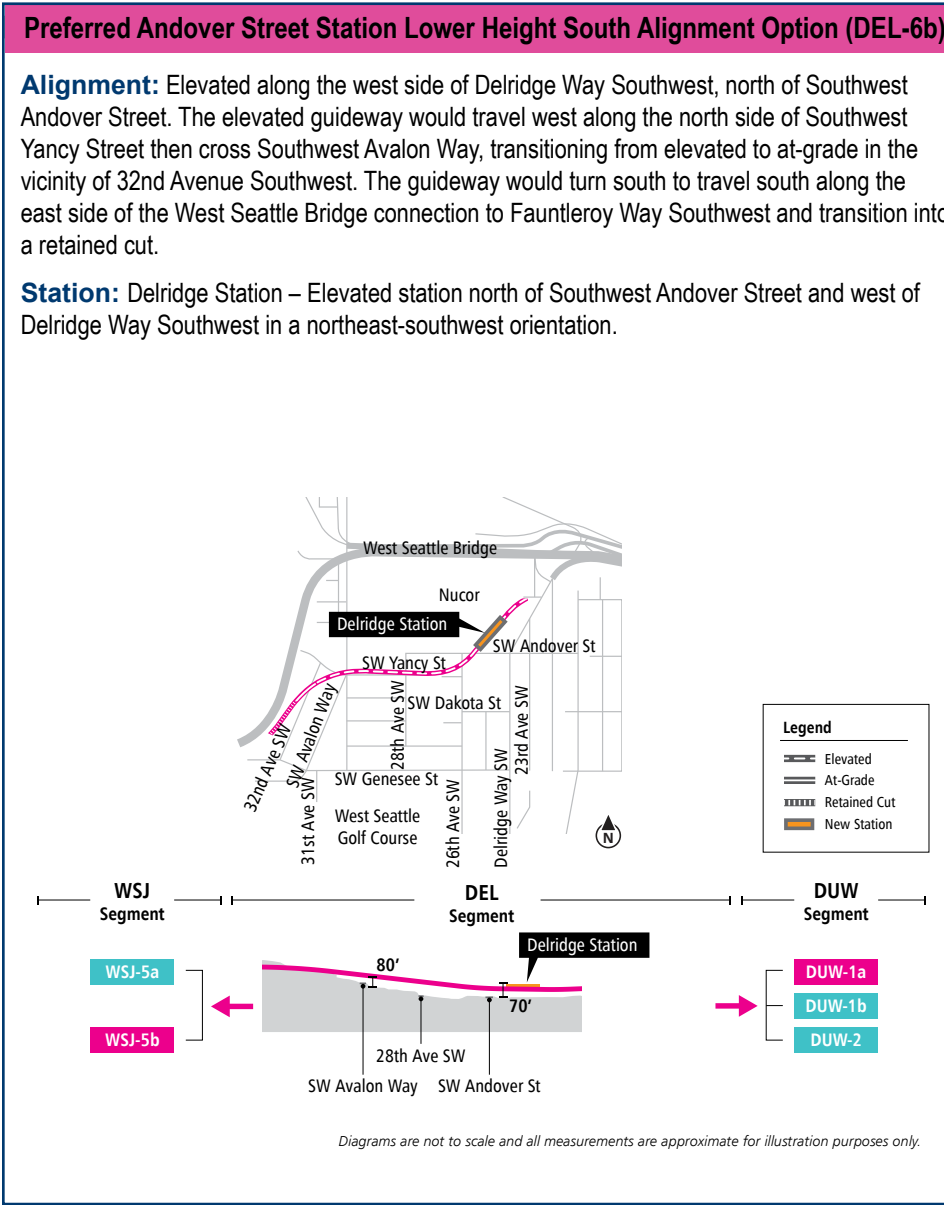 Preferred Andover Street Station Lower Height South Alignment Option (DEL-6b)
Alignment: Elevated along the west side of Delridge Way Southwest, north of Southwest
Andover Street. The elevated guideway would travel west along the north side of Southwest
Yancy Street then cross Southwest Avalon Way, transitioning from elevated to at-grade in the
vicinity of 32nd Avenue Southwest. The guideway would turn south to travel south along the
east side of the West Seattle Bridge connection to Fauntleroy Way Southwest and transition into
a retained cut.
Station: Delridge Station – Elevated station north of Southwest Andover Street and west of
Delridge Way Southwest in a northeast-southwest orientation.
West Seattle Bridge
Nucor
Delridge Station
SW Andover St
SW Yancy St
SW Dakota St
SW Avalon Way
32nd Ave SW
28th Ave SW
23rd Ave SW
SW Genesee St
31st Ave SW
West Seattle
Golf Course
26th Ave SW
Delridge Way SW
N
Legend
Elevated
At-Grade
Retained Cut
New Station
WSJ
Segment
DEL
Segment
DUW
Segment
WSJ-5a
WSJ-5b
Delridge Station
80’
70’
28th Ave SW
SW Avalon Way
SW Andover St
DUW-1a
DUW-1b
DUW-2
Diagrams are not to scale and all measurements are approximate for illustration purposes only.